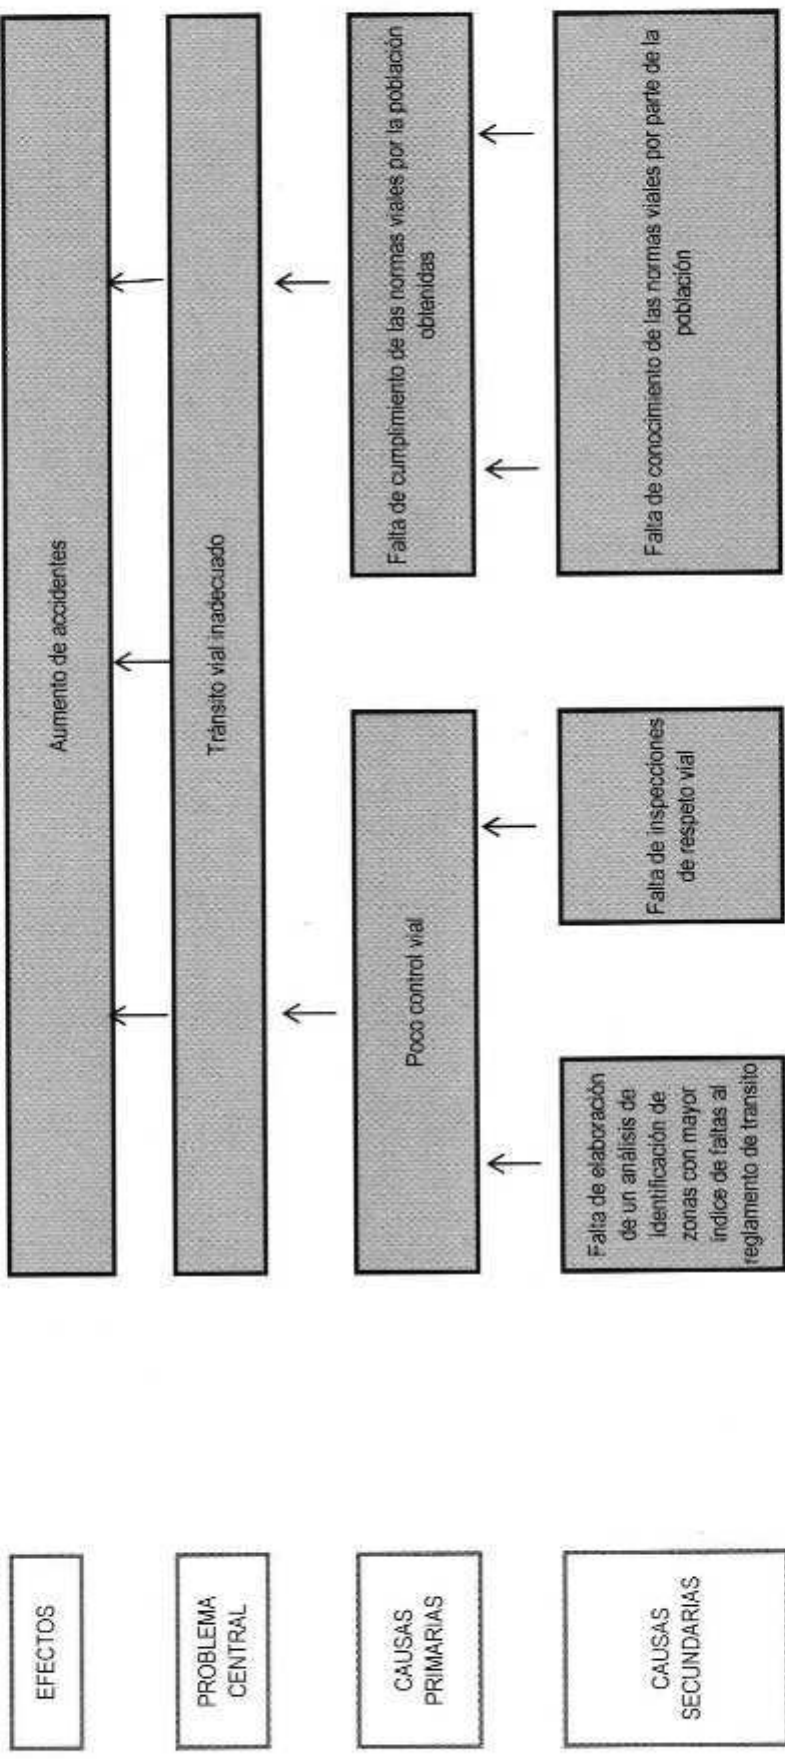 EFECTOS
Aumento de accidentes
PROBLEMA
CENTRAL
Tránsito vial inadecuado
CAUSAS
PRIMARIAS
Poco control vial
Falta de cumplimiento de las normas viales por la población
obtenidas
CAUSAS
SECUNDARIAS
Falta de elaboración
de un análisis de
identificación de
zonas con mayor
indice de faltas al
reglamento de transito
Falta de inspecciones
de respeto vial
Falta de conocimiento de las normas viales por parte de la
población